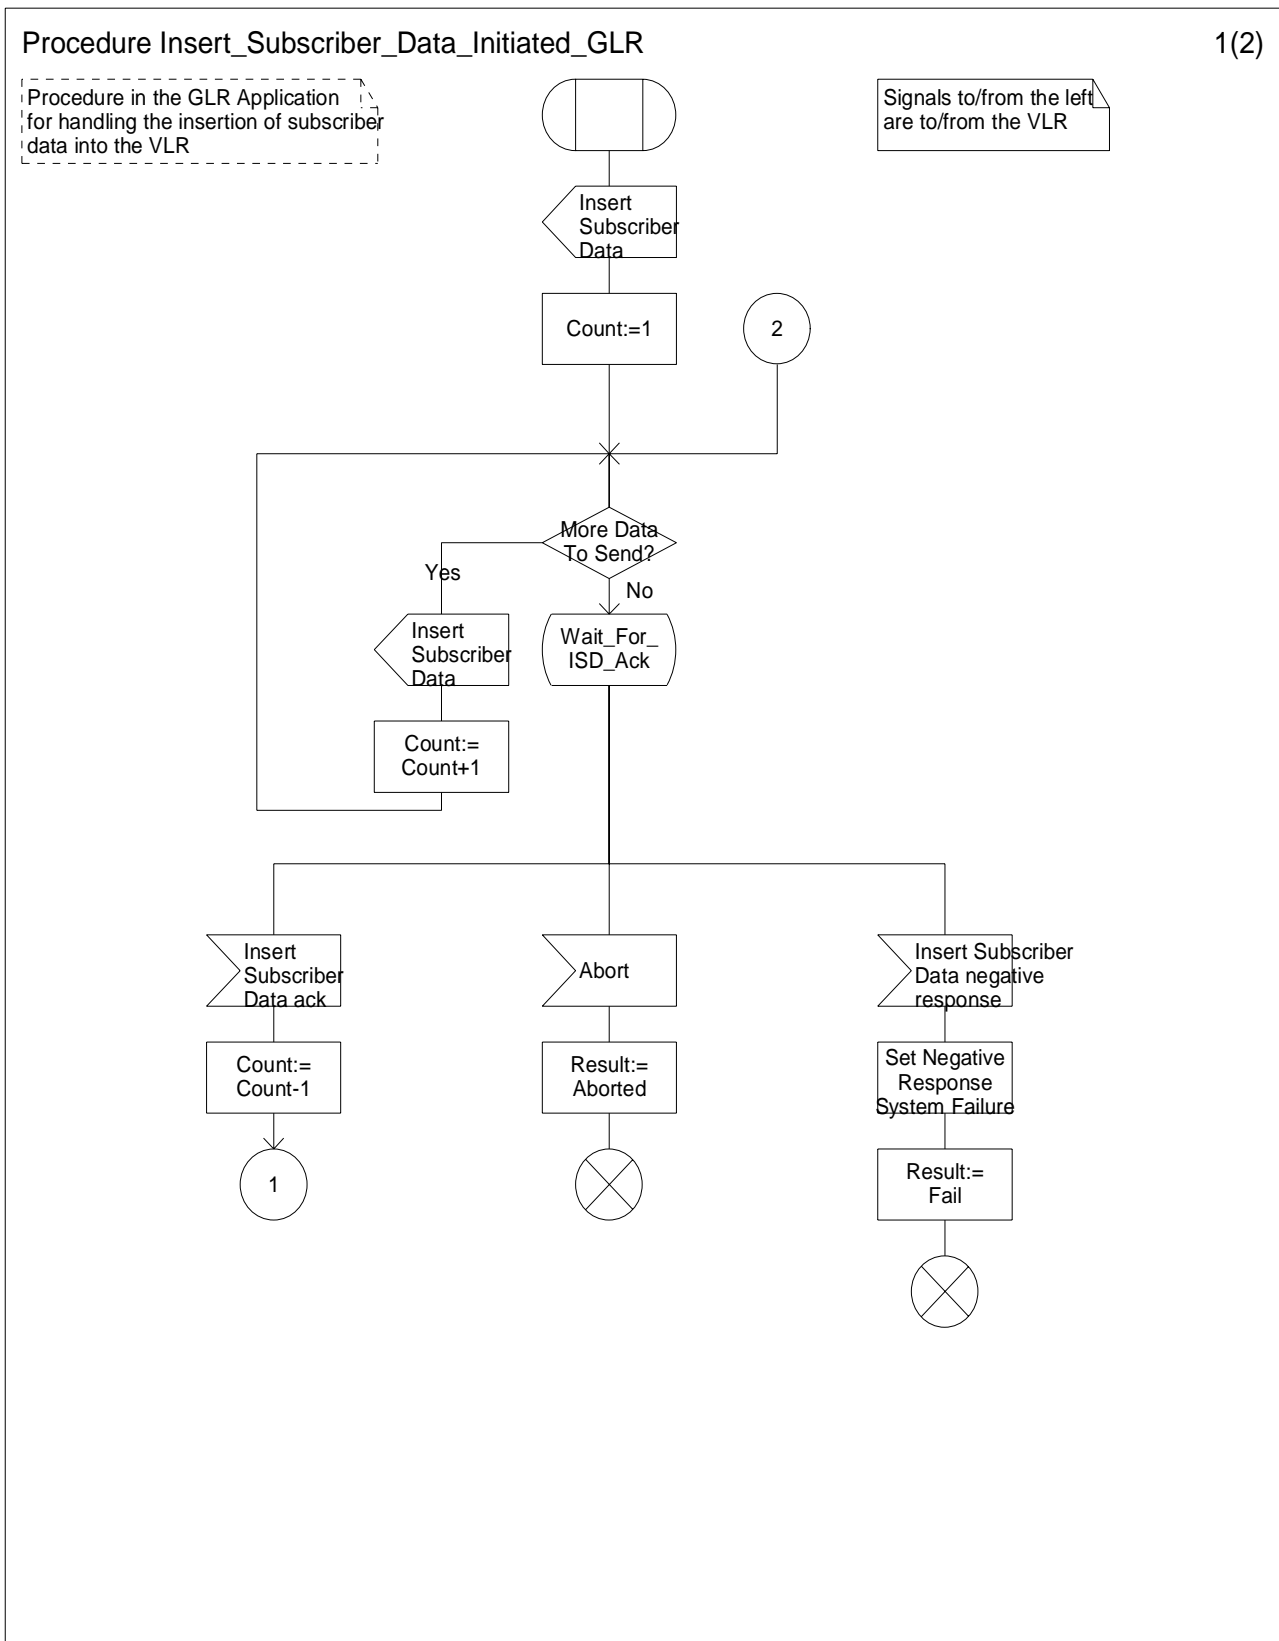 Procedure Insert_Subscriber_Data_Initiated_GLR
1(2)
Procedure in the GLR Application
for handling the insertion of subscriber
data into the VLR
Signals to/from the left
are to/from the VLR
Insert
Subscriber
Data
Count:=1
2
More Data
To Send?
Yes
No
Insert
Subscriber
Data
Wait_For_
ISD_Ack
Count:=
Count+1
Insert
Subscriber
Data ack
Abort
Insert Subscriber
Data negative
response
Count:=
Count-1
Result:=
Aborted
Set Negative
Response
System Failure
1
Result:=
Fail